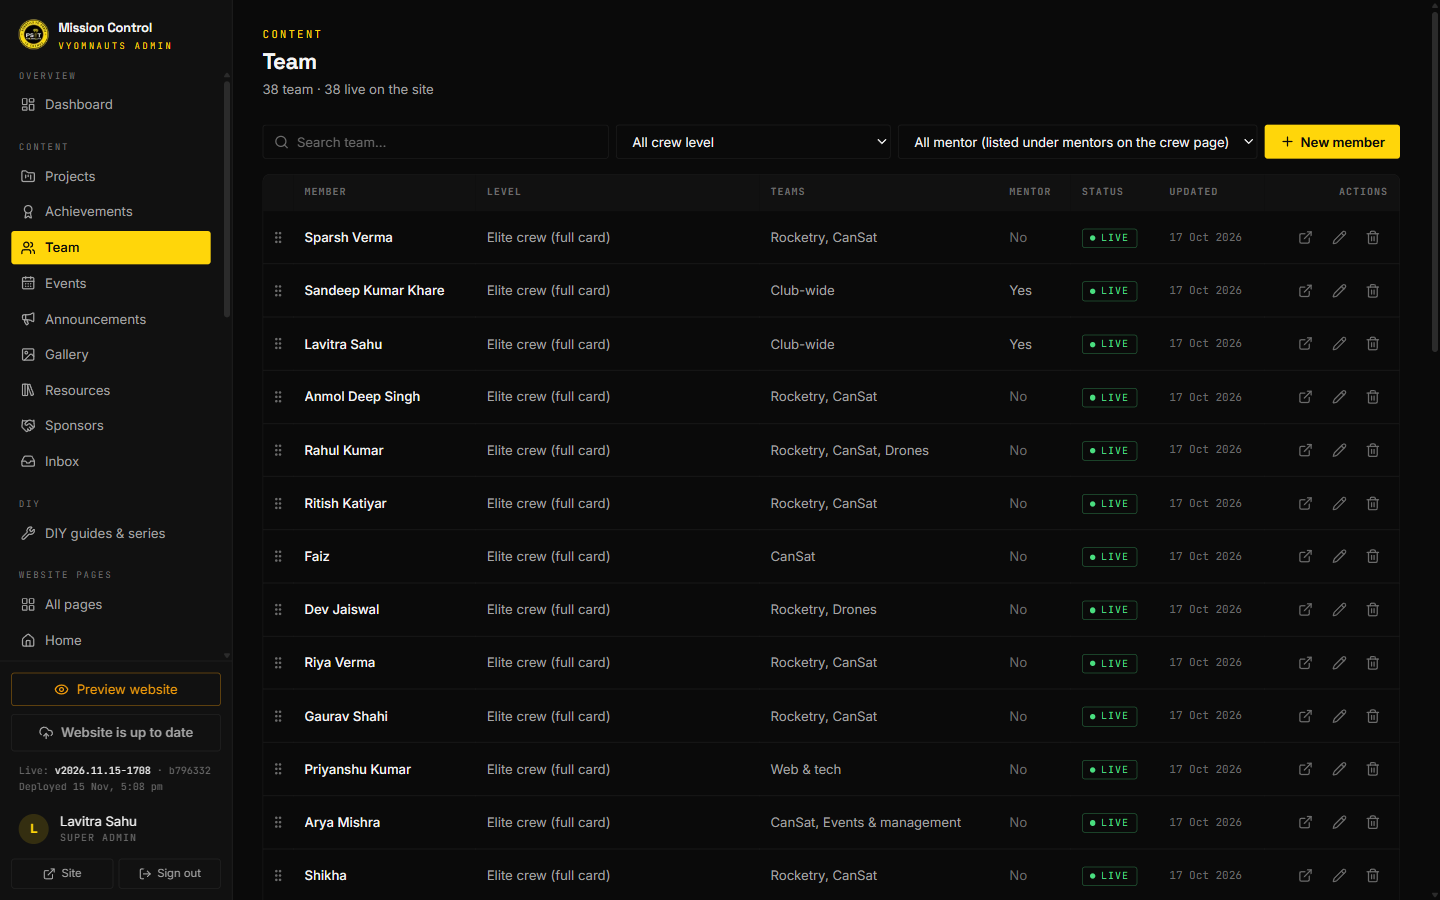 Mission Control
VYOMNAUTS ADMIN
OVERVIEW
Dashboard
CONTENT
Projects
Achievements
Team
Events
Announcements
Gallery
Resources
Sponsors
Inbox
DIY
DIY guides & series
WEBSITE PAGES
All pages
Home
Preview website
Website is up to date
Live: v2026.11.15-1708 · b796332
Deployed 15 Nov, 5:08 pm
L
Lavitra Sahu
SUPER ADMIN
Site
Sign out
CONTENT
Team
38 team · 38 live on the site
Search team...
All crew level
All mentor (listed under mentors on the crew page)
New member
MEMBER LEVEL TEAMS MENTOR STATUS UPDATED ACTIONS
Sparsh Verma Elite crew (full card) Rocketry, CanSat No LIVE 17 Oct 2026
Sandeep Kumar Khare Elite crew (full card) Club-wide Yes LIVE 17 Oct 2026
Lavitra Sahu Elite crew (full card) Club-wide Yes LIVE 17 Oct 2026
Anmol Deep Singh Elite crew (full card) Rocketry, CanSat No LIVE 17 Oct 2026
Rahul Kumar Elite crew (full card) Rocketry, CanSat, Drones No LIVE 17 Oct 2026
Ritish Katiyar Elite crew (full card) Rocketry, CanSat No LIVE 17 Oct 2026
Faiz Elite crew (full card) CanSat No LIVE 17 Oct 2026
Dev Jaiswal Elite crew (full card) Rocketry, Drones No LIVE 17 Oct 2026
Riya Verma Elite crew (full card) Rocketry, CanSat No LIVE 17 Oct 2026
Gaurav Shahi Elite crew (full card) Rocketry, CanSat No LIVE 17 Oct 2026
Priyanshu Kumar Elite crew (full card) Web & tech No LIVE 17 Oct 2026
Arya Mishra Elite crew (full card) CanSat, Events & management No LIVE 17 Oct 2026
Shikha Elite crew (full card) Rocketry, CanSat No LIVE 17 Oct 2026